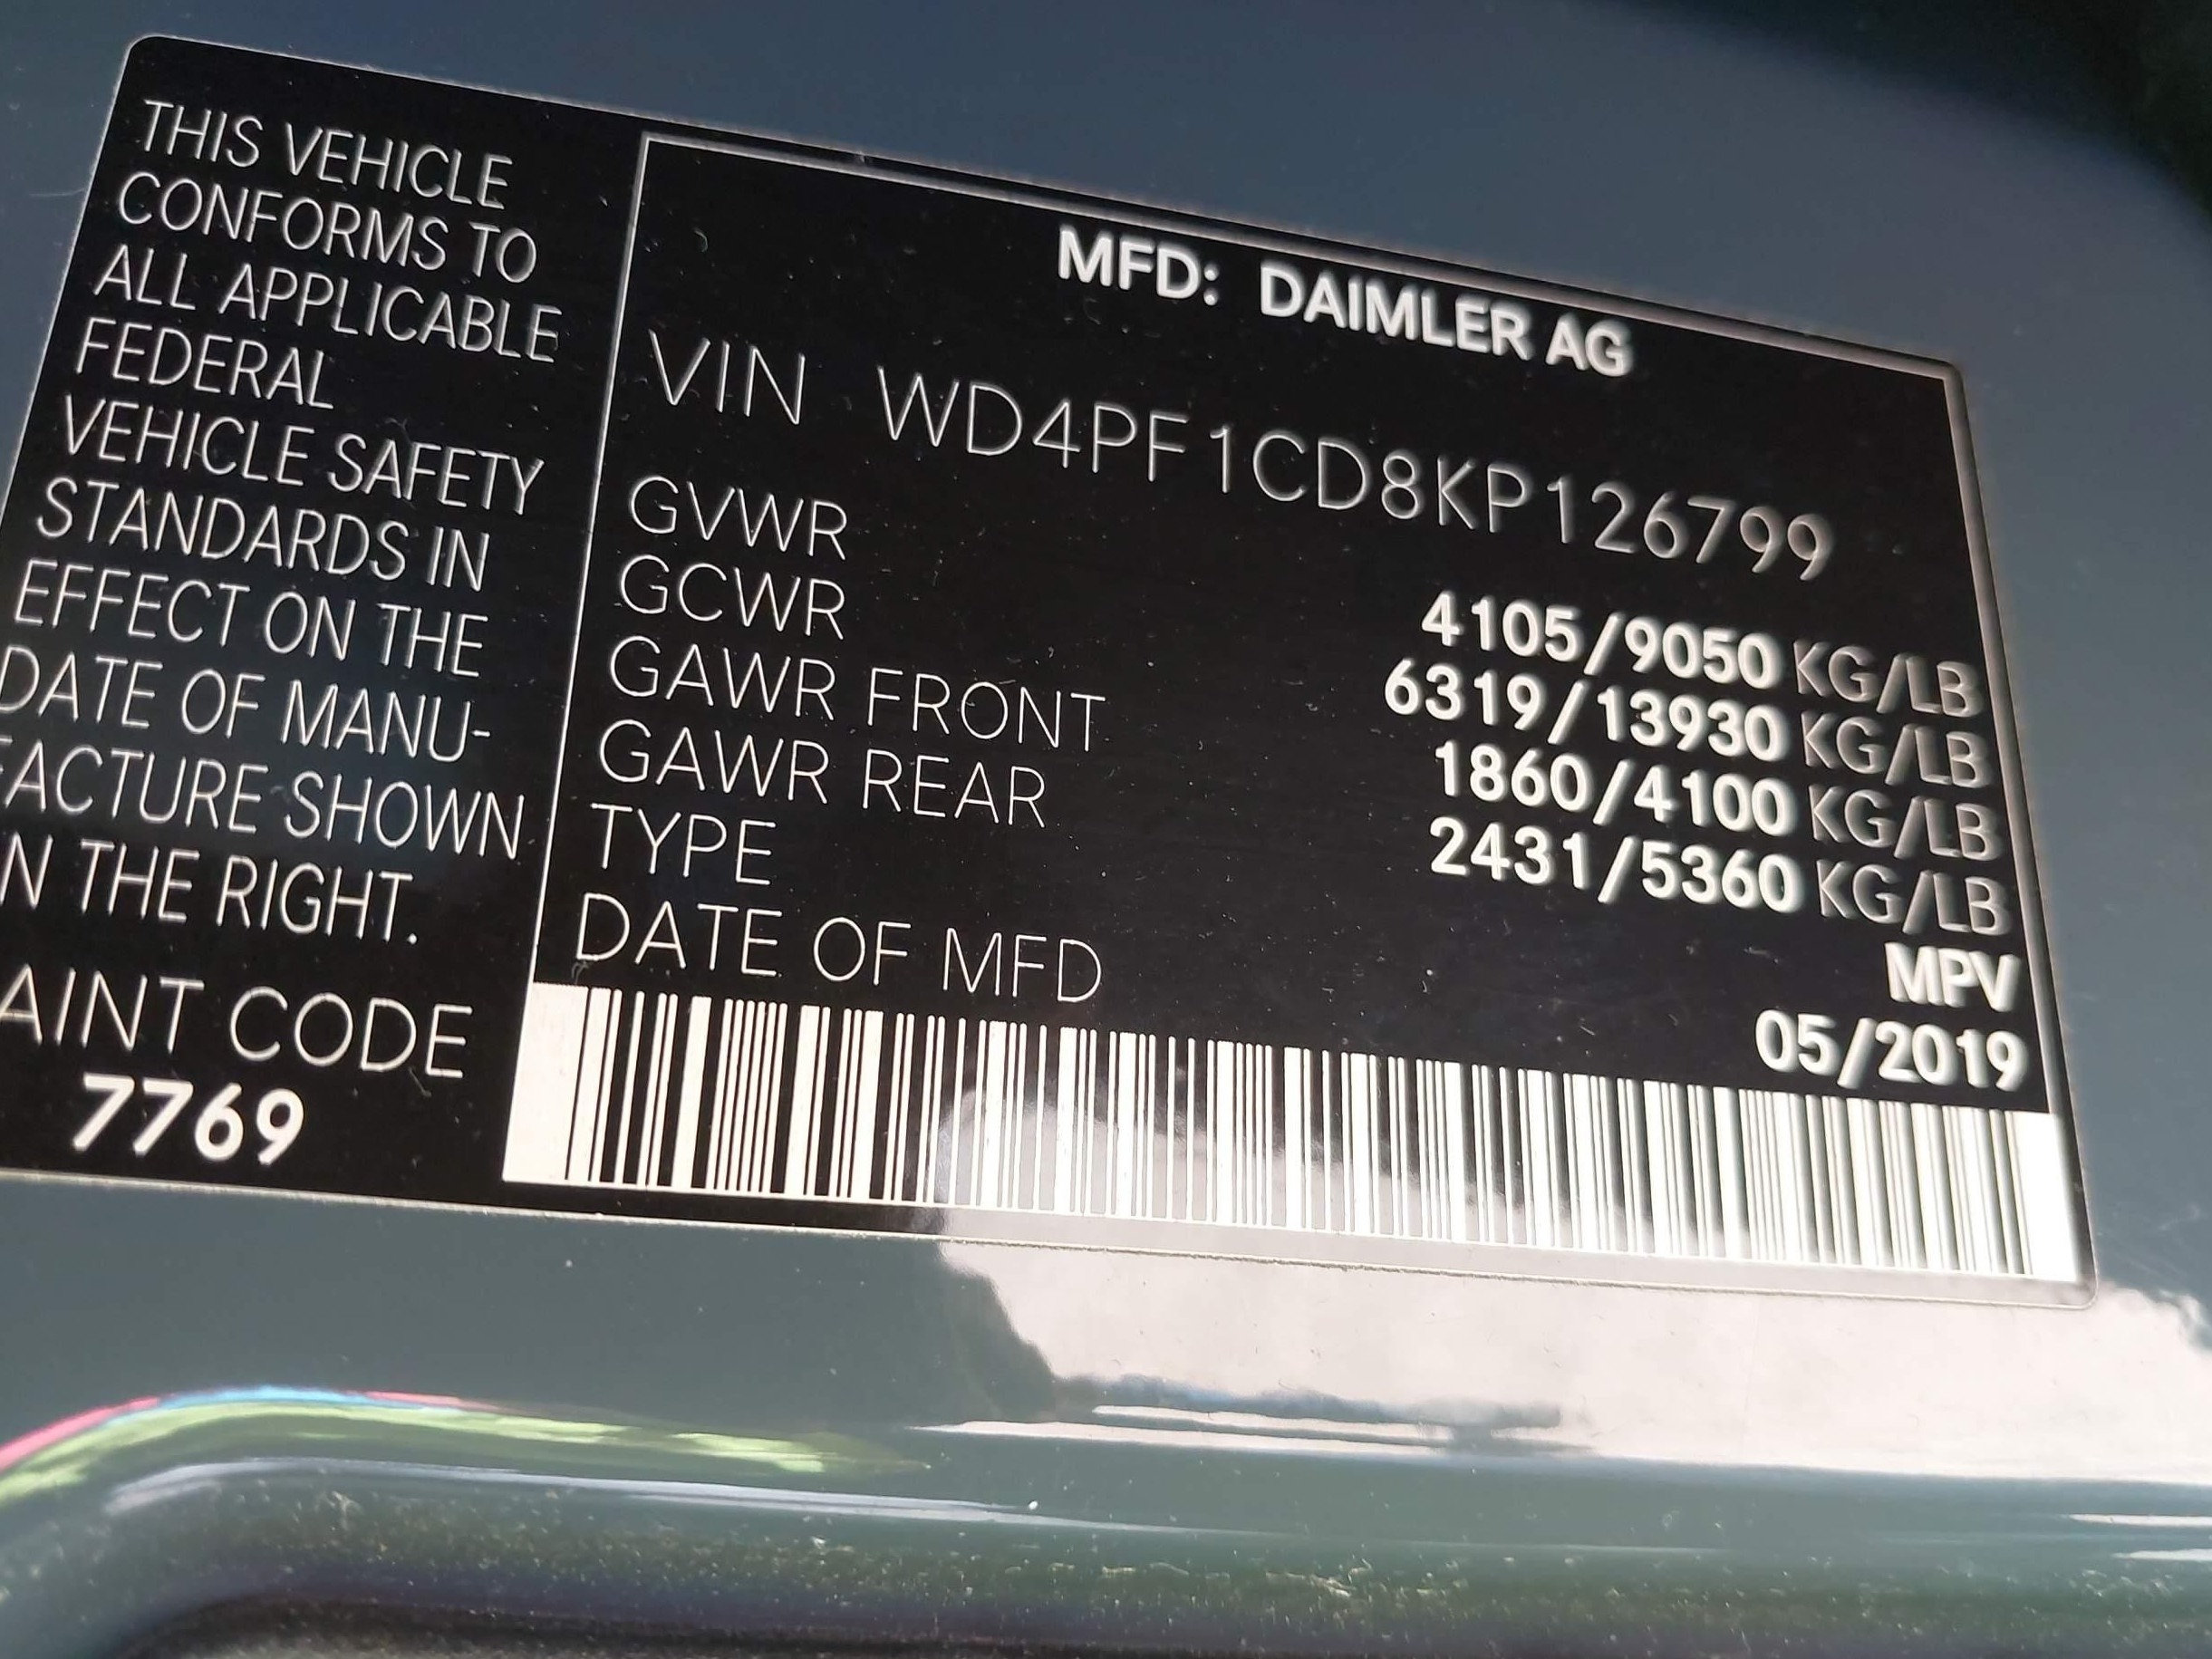 THIS VEHICLE
CONFORMS TO
ALL APPLICABLE
FEDERAL
VEHICLE SAFETY
STANDARDS IN
EFFECT ON THE
DATE OF MANU-
FACTURE SHOWN
N THE RIGHT.
AINT CODE
7769
MFD: DAIMLER AG
VIN WD4PF1CD8KP126799
GVWR 4105/9050 KG/LB
GCWR 6319/13930 KG/LB
GAWR FRONT 1860/4100 KG/LB
GAWR REAR 2431/5360 KG/LB
TYPE MPV
DATE OF MFD 05/2019